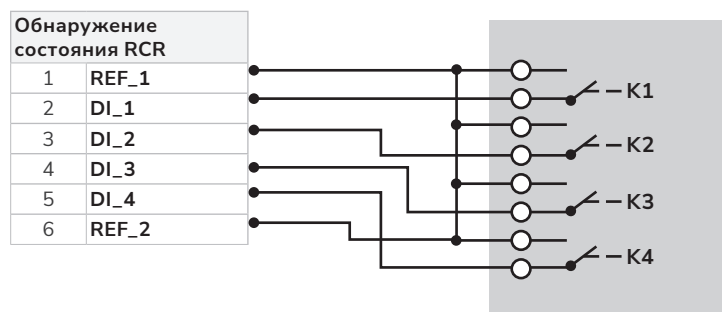 Обнаружение
состояния RCR
1 REF_1
2 DI_1
3 DI_2
4 DI_3
5 DI_4
6 REF_2
K1
K2
K3
K4